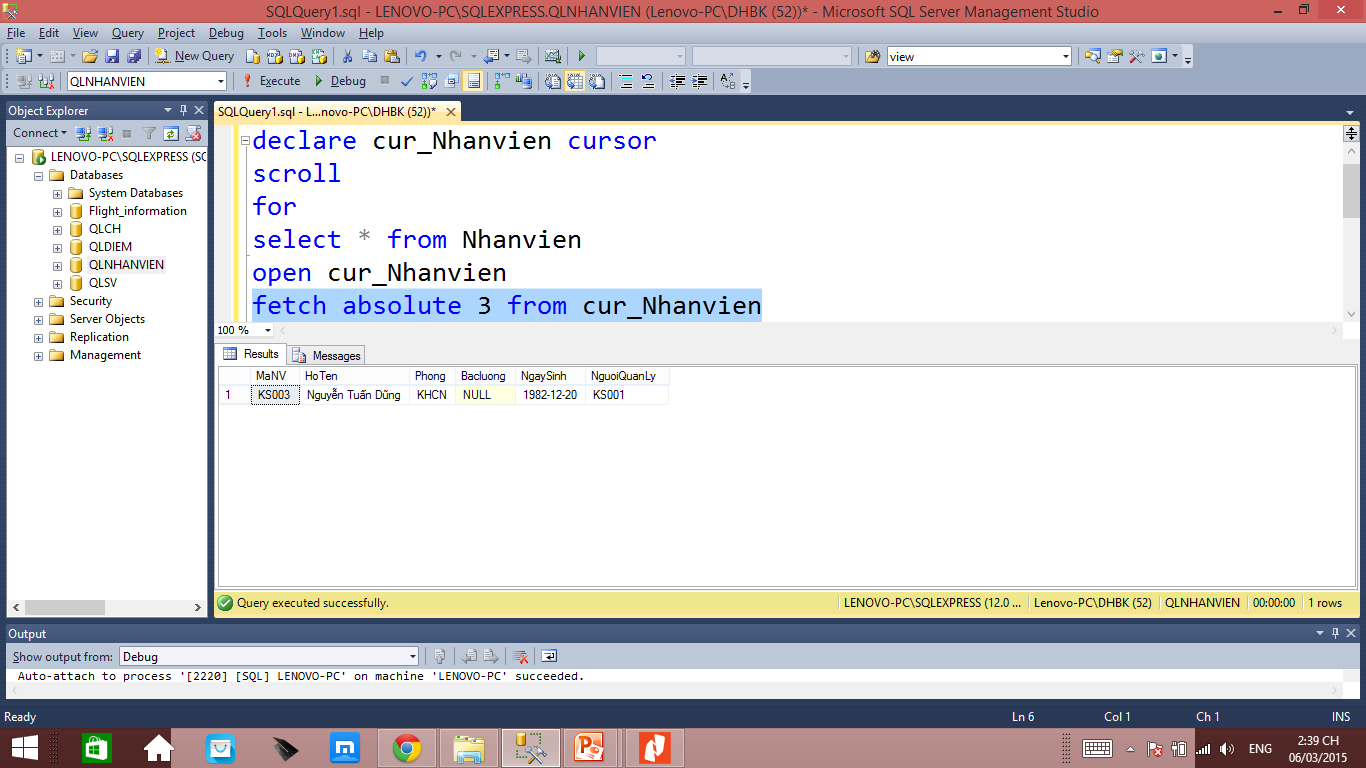 SQLQuery1.sql - LENOVO-PC\SQLEXPRESS.QLNHANVIEN (Lenovo-PC\DHBK (52))* - Microsoft SQL Server Management Studio
File Edit View Query Project Debug Tools Window Help
New Query view
QLNHANVIEN Execute Debug
Object Explorer
SQLQuery1.sql - L...novo-PC\DHBK (52))*
Connect
LENOVO-PC\SQLEXPRESS (SC
Databases
System Databases
Flight_information
QLCH
QLDIEM
QLNHANVIEN
QLSV
Security
Server Objects
Replication
Management
declare cur_Nhanvien cursor
scroll
for
select * from Nhanvien
open cur_Nhanvien
fetch absolute 3 from cur_Nhanvien
100 %
Results Messages
MaNV HoTen Phong Bacluong NgaySinh NguoiQuanLy
1 KS003 Nguyễn Tuấn Dũng KHCN NULL 1982-12-20 KS001
Query executed successfully. LENOVO-PC\SQLEXPRESS (12.0 ... Lenovo-PC\DHBK (52) QLNHANVIEN 00:00:00 1 rows
Output
Show output from: Debug
Auto-attach to process '[2220] [SQL] LENOVO-PC' on machine 'LENOVO-PC' succeeded.
Ready Ln 6 Col 1 Ch 1 INS
ENG 2:39 CH
06/03/2015